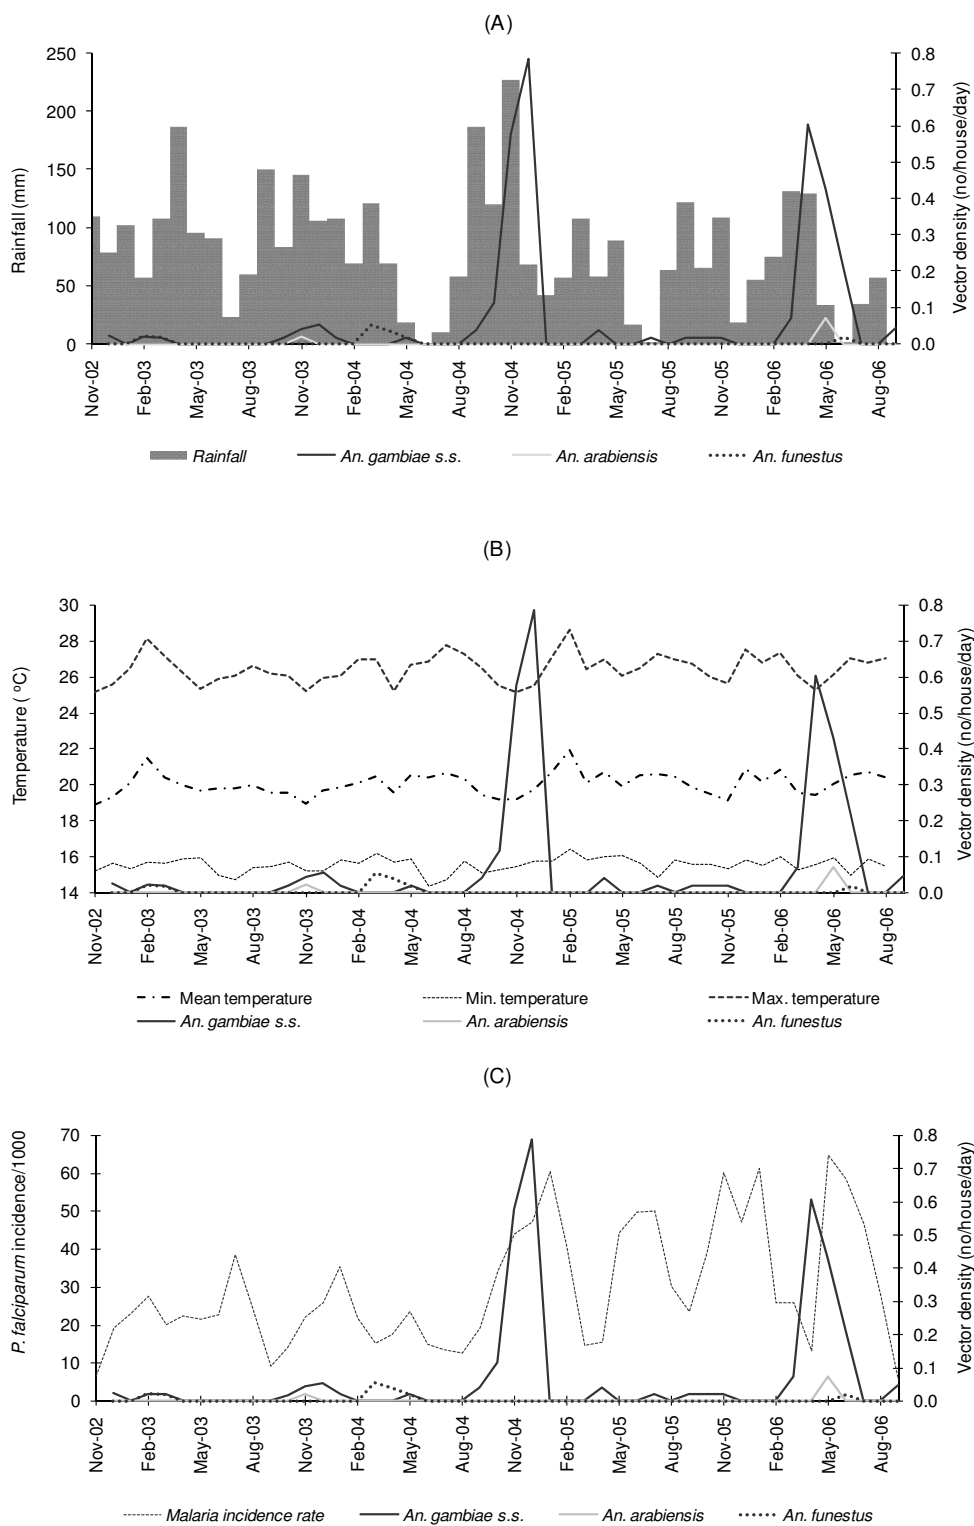 (A)
Rainfall (mm)
250
200
150
100
50
0
0.8
0.7
0.6
0.5
0.4
0.3
0.2
0.1
0.0
Vector density (no/house/day)
Nov-02
Feb-03
May-03
Aug-03
Nov-03
Feb-04
May-04
Aug-04
Nov-04
Feb-05
May-05
Aug-05
Nov-05
Feb-06
May-06
Aug-06
Rainfall An. gambiae s.s. An. arabiensis An. funestus
(B)
Temperature ( ºC)
30
28
26
24
22
20
18
16
14
0.8
0.7
0.6
0.5
0.4
0.3
0.2
0.1
0.0
Vector density (no/house/day)
Nov-02
Feb-03
May-03
Aug-03
Nov-03
Feb-04
May-04
Aug-04
Nov-04
Feb-05
May-05
Aug-05
Nov-05
Feb-06
May-06
Aug-06
Mean temperature Min. temperature Max. temperature
An. gambiae s.s. An. arabiensis An. funestus
(C)
P. falciparum incidence/1000
70
60
50
40
30
20
10
0
0.8
0.7
0.6
0.5
0.4
0.3
0.2
0.1
0.0
Vector density (no/house/day)
Nov-02
Feb-03
May-03
Aug-03
Nov-03
Feb-04
May-04
Aug-04
Nov-04
Feb-05
May-05
Aug-05
Nov-05
Feb-06
May-06
Aug-06
Malaria incidence rate An. gambiae s.s. An. arabiensis An. funestus